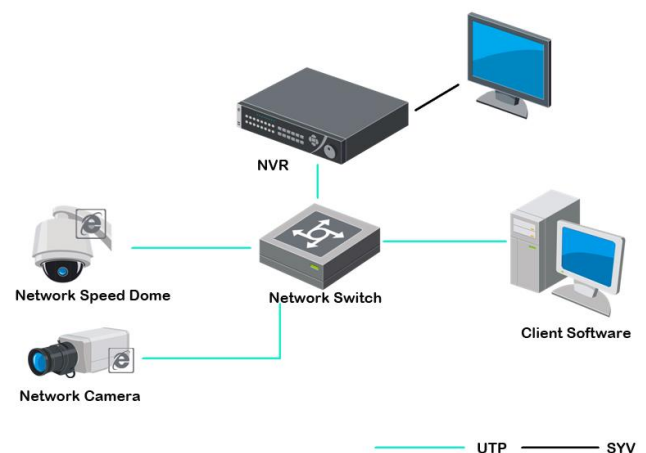 NVR
Network Speed Dome
Network Switch
Client Software
Network Camera
UTP
SYV